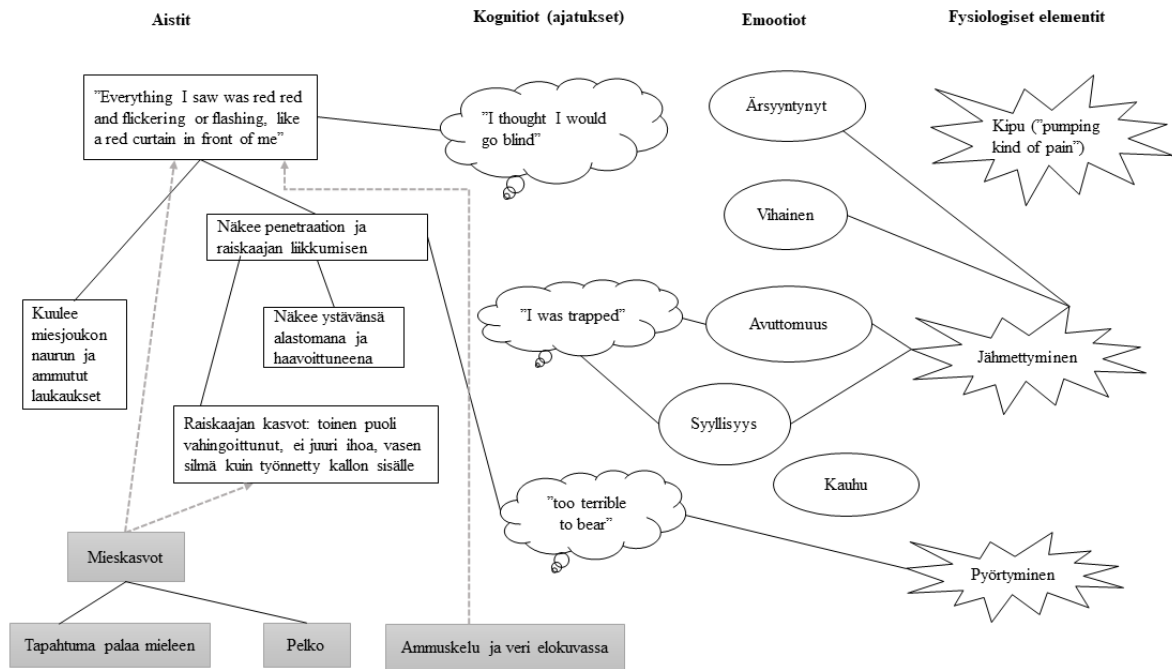 Aistit
Kognitiot (ajatukset)
Emootiot
Fysiologiset elementit
”Everything I saw was red red
and flickering or flashing, like
a red curtain in front of me”
”I thought I would
go blind”
Ärsyyntynyt
Kipu (”pumping
kind of pain”)
Näkee penetraation ja
raiskaajan liikkumisen
Vihainen
Kuulee
miesjoukon
naurun ja
ammutut
laukaukset
Näkee ystävänsä
alastomana ja
haavoittuneena
”I was trapped”
Avuttomuus
Jähmettyminen
Raiskaajan kasvot: toinen puoli
vahingoittunut, ei juuri ihoa, vasen
silmä kuin työnnetty kallon sisälle
Syyllisyys
Kauhu
”too terrible
to bear”
Mieskasvot
Pyörtyminen
Tapahtuma palaa mieleen
Pelko
Ammuskelu ja veri elokuvassa